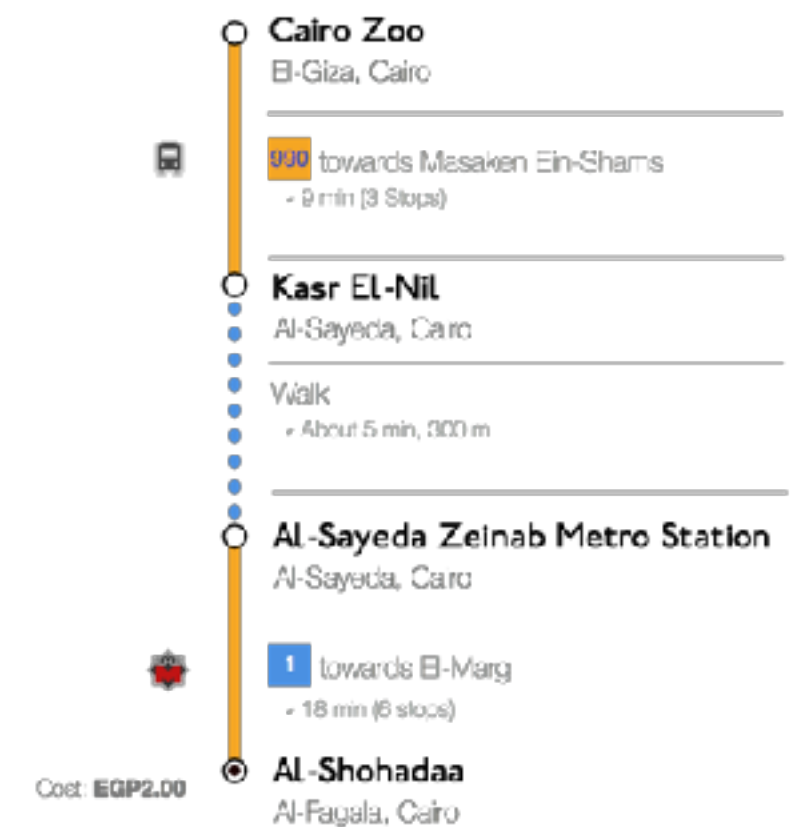 Cairo Zoo
El-Giza, Cairo
towards Masaken Ein-Shams
9 min (3 Stops)
Kasr El-Nil
Al-Sayeda, Cairo
Walk
About 5 min, 300 m
Al-Sayeda Zeinab Metro Station
Al-Sayeda, Cairo
1 towards El-Marg
18 min (6 stops)
Al-Shohadaa
Cost: EGP2.00
Al-Fagala, Cairo